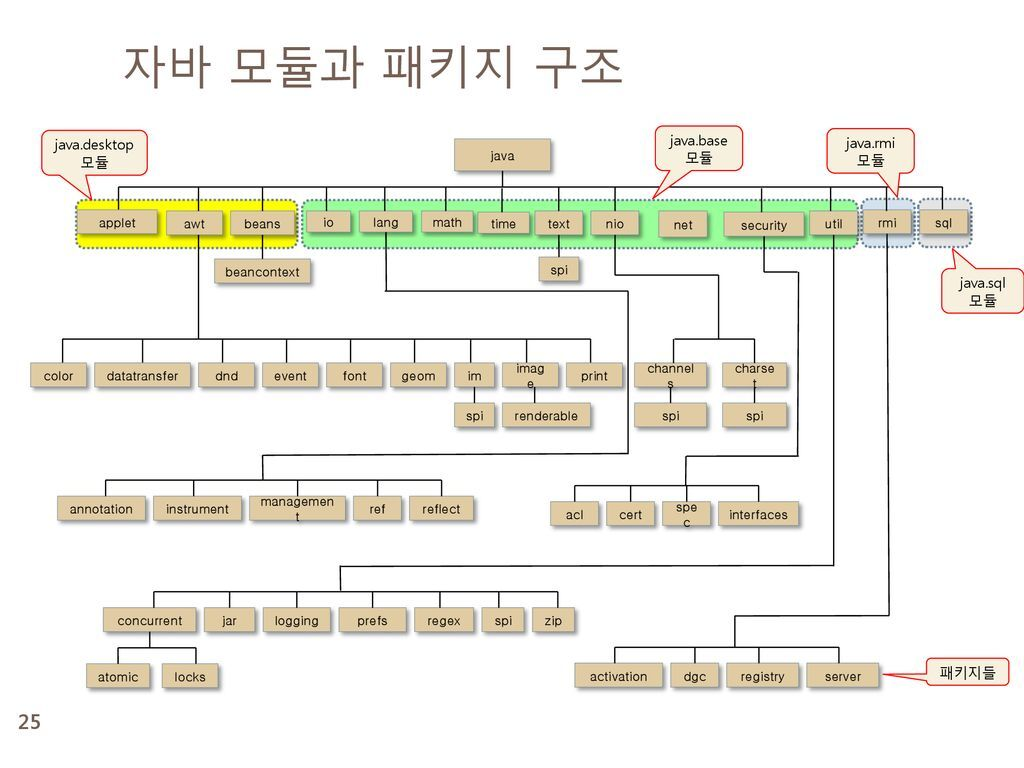 자바 모듈과 패키지 구조
java.desktop
모듈
java
java.base
모듈
java.rmi
모듈
applet
awt
beans
io
lang
math
time
text
nio
net
security
util
rmi
sql
beancontext
spi
java.sql
모듈
color
datatransfer
dnd
event
font
geom
im
imag
e
print
channel
s
charse
t
spi
renderable
spi
spi
annotation
instrument
managemen
t
ref
reflect
acl
cert
spe
c
interfaces
concurrent
jar
logging
prefs
regex
spi
zip
atomic
locks
activation
dgc
registry
server
패키지들
25